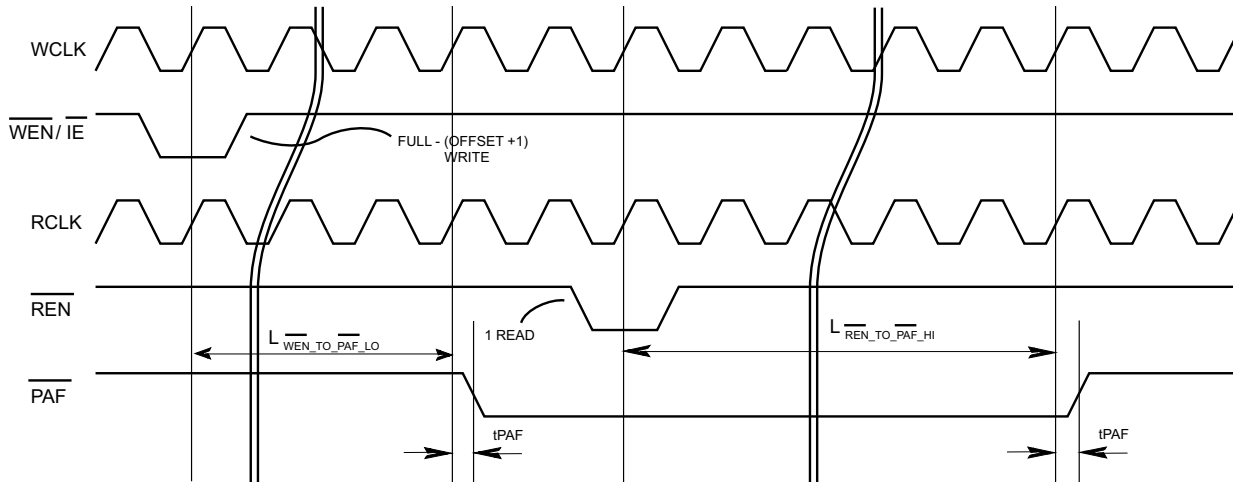 WCLK
WEN/ IE
FULL - (OFFSET +1)
WRITE
RCLK
REN
1 READ
L WEN_TO_PAF_LO
L REN_TO_PAF_HI
PAF
tPAF
tPAF